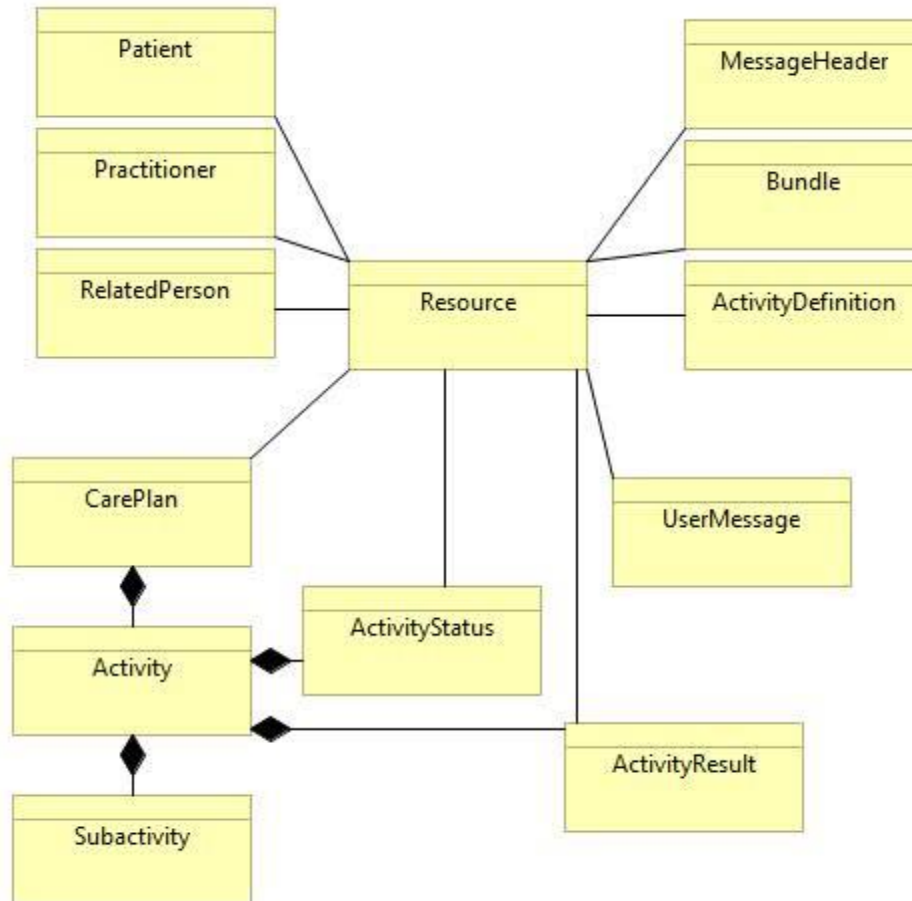 Patient
MessageHeader
Practitioner
Bundle
RelatedPerson
Resource
ActivityDefinition
CarePlan
UserMessage
ActivityStatus
Activity
ActivityResult
Subactivity